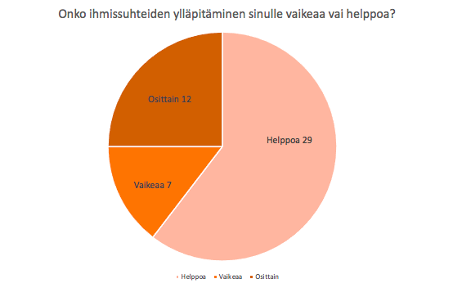 Onko ihmissuhteiden ylläpitäminen sinulle vaikeaa vai helppoa?
Osittain 12
Helppoa 29
Vaikeaa 7
Helppoa Vaikeaa Osittain